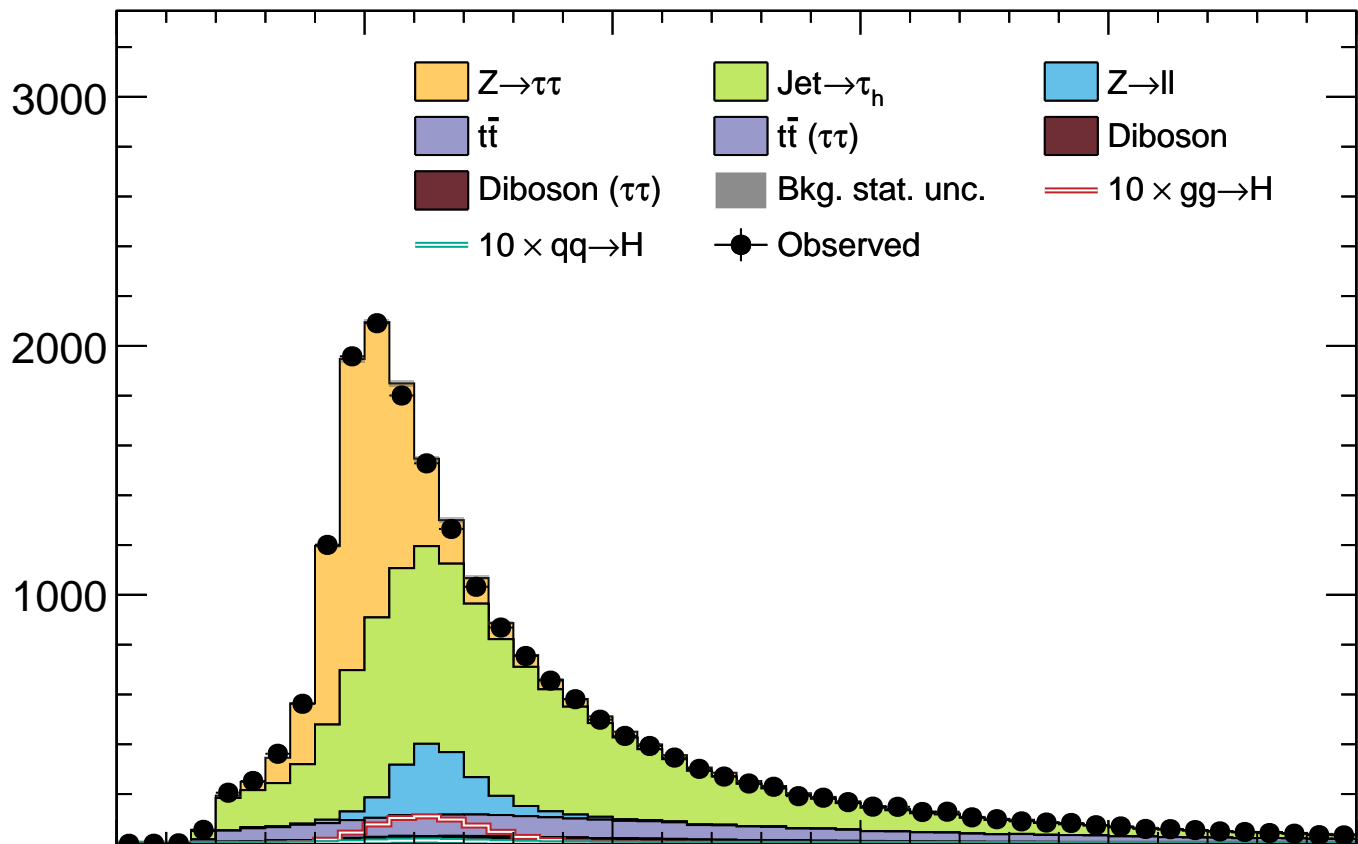 3000
2000
1000
Z→ττ Jet→τh Z→ll
tt̄ tt̄ (ττ) Diboson
Diboson (ττ) Bkg. stat. unc. 10 × gg→H
10 × qq→H Observed